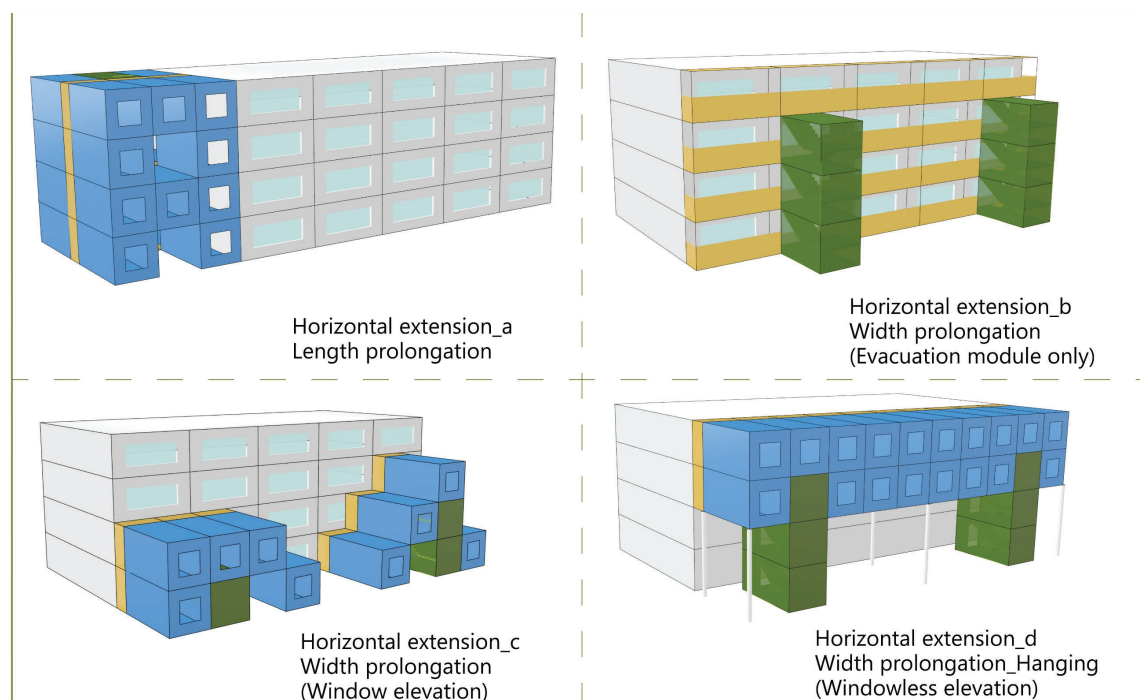 Horizontal extension_a
Length prolongation
Horizontal extension_b
Width prolongation
(Evacuation module only)
Horizontal extension_c
Width prolongation
(Window elevation)
Horizontal extension_d
Width prolongation_Hanging
(Windowless elevation)